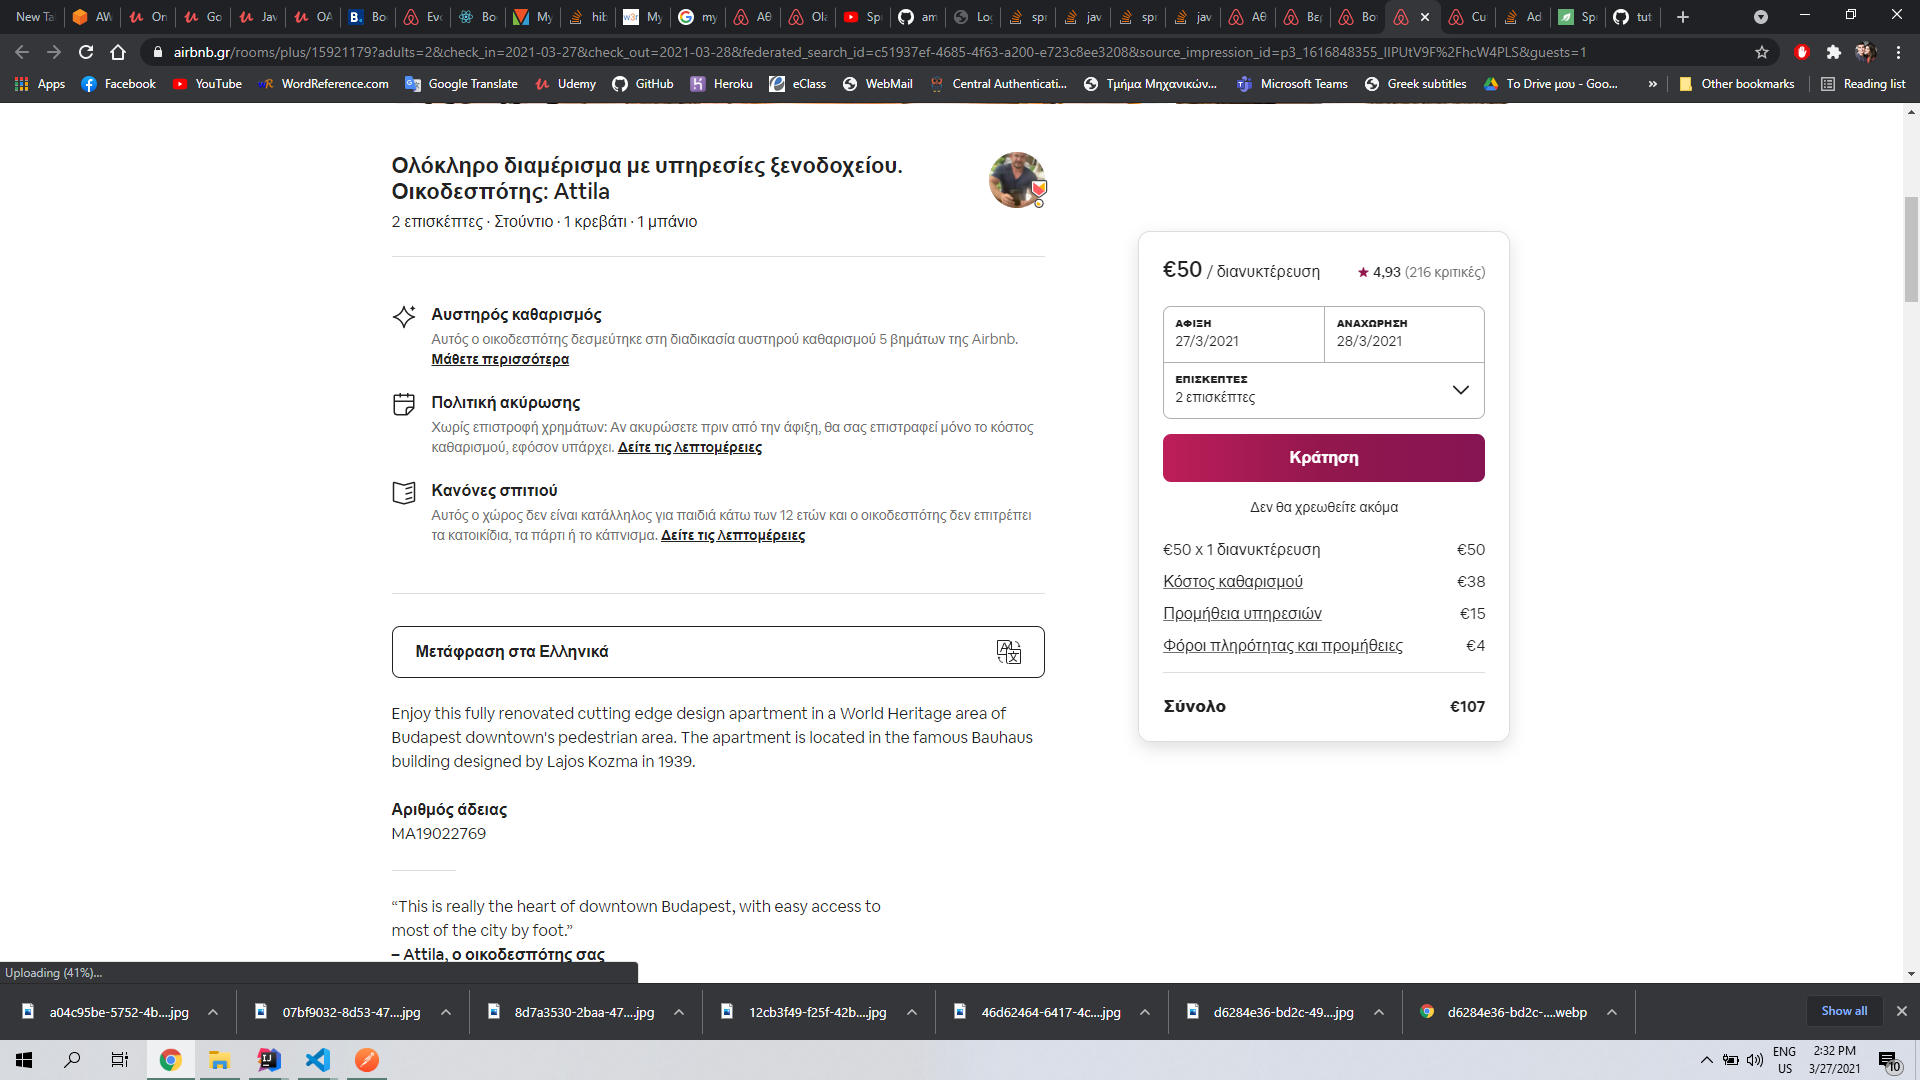 New Ta
AW
On
Go
Jav
OA
Bo
Ενο
Bo
My
hib
My
my
Αθ
Ola
Sp
am
Loc
spr
jav
spr
jav
Αθ
Βερ
Bo
Cu
Ad
Sp
tut
airbnb.gr/rooms/plus/15921179?adults=2&check_in=2021-03-27&check_out=2021-03-28&federated_search_id=c51937ef-4685-4f63-a200-e723c8ee3208&source_impression_id=p3_1616848355_IIPUtV9F%2FhcW4PLS&guests=1
Apps Facebook YouTube WordReference.com Google Translate Udemy GitHub Heroku eClass WebMail Central Authenticati... Τμήμα Μηχανικών... Microsoft Teams Greek subtitles Το Drive μου - Goo... » Other bookmarks Reading list
Ολόκληρο διαμέρισμα με υπηρεσίες ξενοδοχείου.
Οικοδεσπότης: Attila
2 επισκέπτες · Στούντιο · 1 κρεβάτι · 1 μπάνιο
Αυστηρός καθαρισμός
Αυτός ο οικοδεσπότης δεσμεύτηκε στη διαδικασία αυστηρού καθαρισμού 5 βημάτων της Airbnb.
Μάθετε περισσότερα
Πολιτική ακύρωσης
Χωρίς επιστροφή χρημάτων: Αν ακυρώσετε πριν από την άφιξη, θα σας επιστραφεί μόνο το κόστος
καθαρισμού, εφόσον υπάρχει. Δείτε τις λεπτομέρειες
Κανόνες σπιτιού
Αυτός ο χώρος δεν είναι κατάλληλος για παιδιά κάτω των 12 ετών και ο οικοδεσπότης δεν επιτρέπει
τα κατοικίδια, τα πάρτι ή το κάπνισμα. Δείτε τις λεπτομέρειες
Μετάφραση στα Ελληνικά
Enjoy this fully renovated cutting edge design apartment in a World Heritage area of
Budapest downtown's pedestrian area. The apartment is located in the famous Bauhaus
building designed by Lajos Kozma in 1939.
Αριθμός άδειας
MA19022769
“This is really the heart of downtown Budapest, with easy access to
most of the city by foot.”
– Attila, ο οικοδεσπότης σας
€50 / διανυκτέρευση
4,93 (216 κριτικές)
ΑΦΙΞΗ
27/3/2021
ΑΝΑΧΩΡΗΣΗ
28/3/2021
ΕΠΙΣΚΕΠΤΕΣ
2 επισκέπτες
Κράτηση
Δεν θα χρεωθείτε ακόμα
€50 x 1 διανυκτέρευση €50
Κόστος καθαρισμού €38
Προμήθεια υπηρεσιών €15
Φόροι πληρότητας και προμήθειες €4
Σύνολο €107
Uploading (41%)...
a04c95be-5752-4b....jpg
07bf9032-8d53-47....jpg
8d7a3530-2baa-47....jpg
12cb3f49-f25f-42b....jpg
46d62464-6417-4c....jpg
d6284e36-bd2c-49....jpg
d6284e36-bd2c-....webp
Show all
ENG
US
2:32 PM
3/27/2021
10